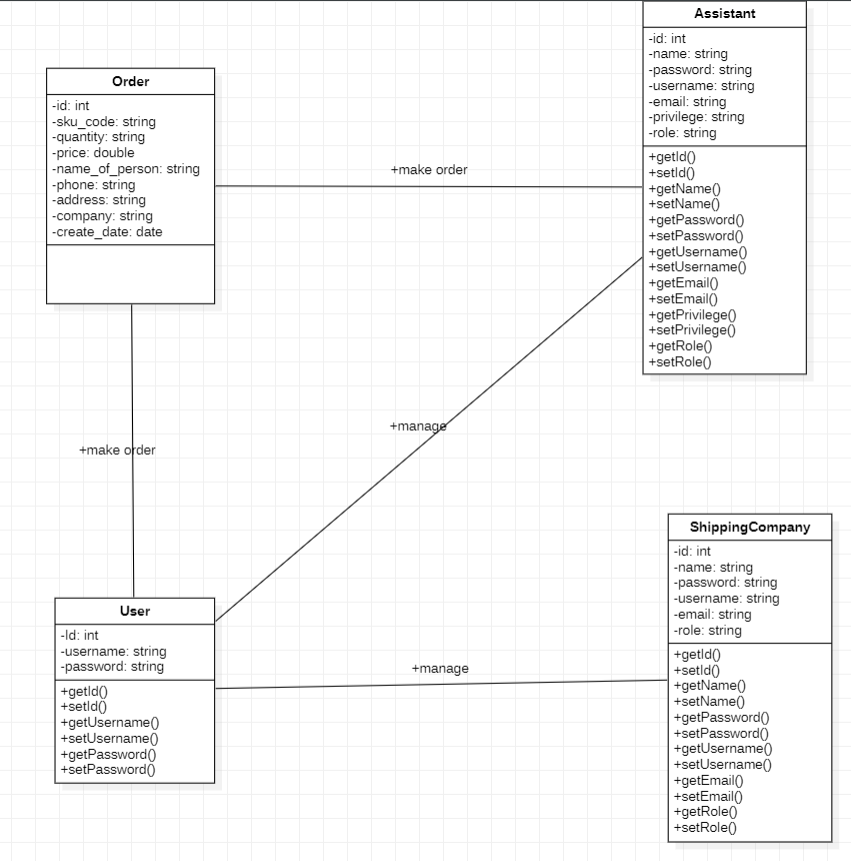 Order
-id: int
-sku_code: string
-quantity: string
-price: double
-name_of_person: string
-phone: string
-address: string
-company: string
-create_date: date
+make order
Assistant
-id: int
-name: string
-password: string
-username: string
-email: string
-privilege: string
-role: string
+getId()
+setId()
+getName()
+setName()
+getPassword()
+setPassword()
+getUsername()
+setUsername()
+getEmail()
+setEmail()
+getPrivilege()
+setPrivilege()
+getRole()
+setRole()
+manage
+make order
User
-Id: int
-username: string
-password: string
+getId()
+setId()
+getUsername()
+setUsername()
+getPassword()
+setPassword()
+manage
ShippingCompany
-id: int
-name: string
-password: string
-username: string
-email: string
-role: string
+getId()
+setId()
+getName()
+setName()
+getPassword()
+setPassword()
+getUsername()
+setUsername()
+getEmail()
+setEmail()
+getRole()
+setRole()